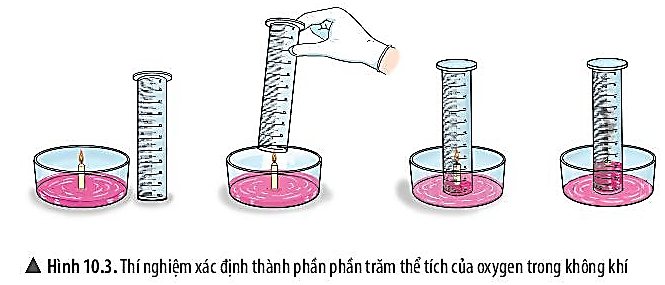 ▲ Hình 10.3. Thí nghiệm xác định thành phần phần trăm thể tích của oxygen trong không khí